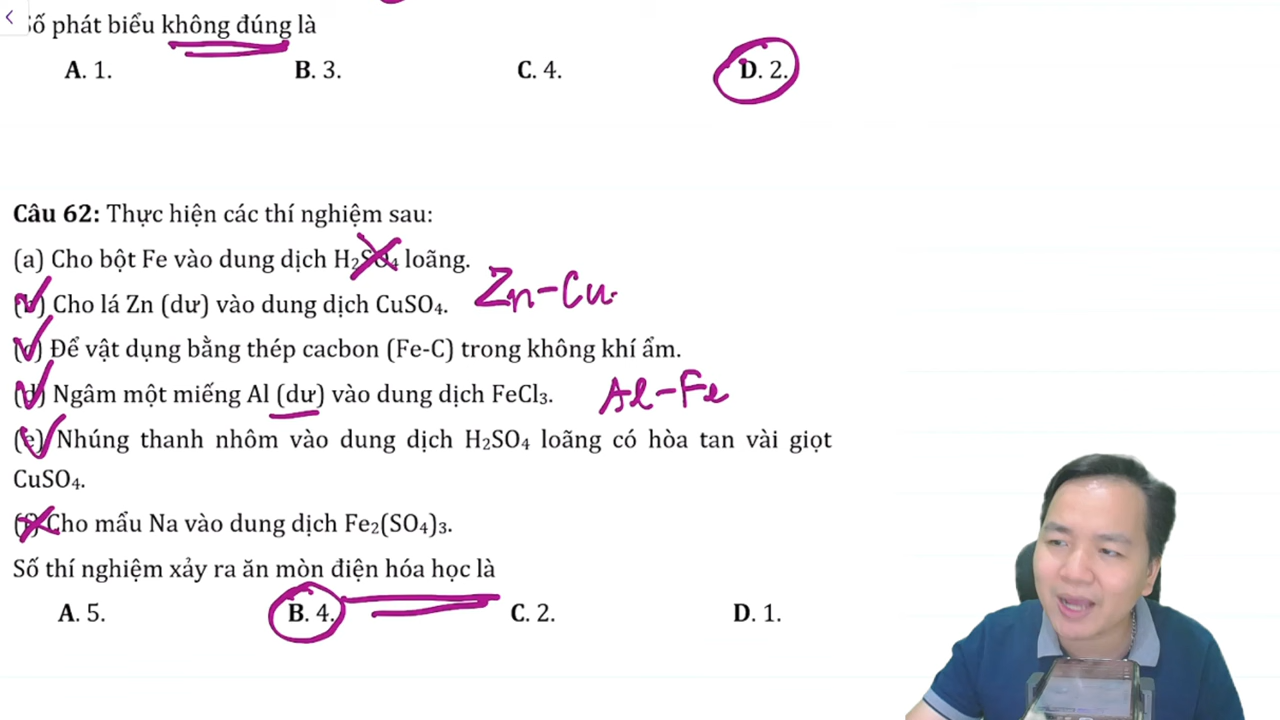 Số phát biểu không đúng là
A. 1. B. 3. C. 4. D. 2.
Câu 62: Thực hiện các thí nghiệm sau:
(a) Cho bột Fe vào dung dịch H₂SO₄ loãng.
(b) Cho lá Zn (dư) vào dung dịch CuSO₄. Zn-Cu
(c) Để vật dụng bằng thép cacbon (Fe-C) trong không khí ẩm.
(d) Ngâm một miếng Al (dư) vào dung dịch FeCl₃. Al-Fe
(e) Nhúng thanh nhôm vào dung dịch H₂SO₄ loãng có hòa tan vài giọt
CuSO₄.
(f) Cho mẩu Na vào dung dịch Fe₂(SO₄)₃.
Số thí nghiệm xảy ra ăn mòn điện hóa học là
A. 5. B. 4. C. 2. D. 1.